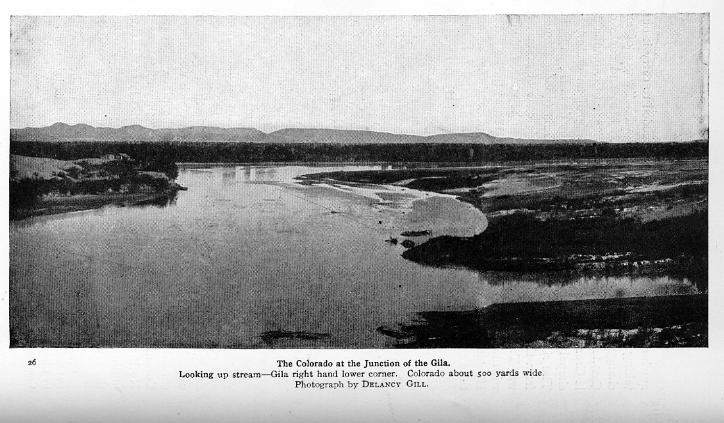 26
The Colorado at the Junction of the Gila.
Looking up stream—Gila right hand lower corner. Colorado about 500 yards wide.
Photograph by DELANCY GILL.